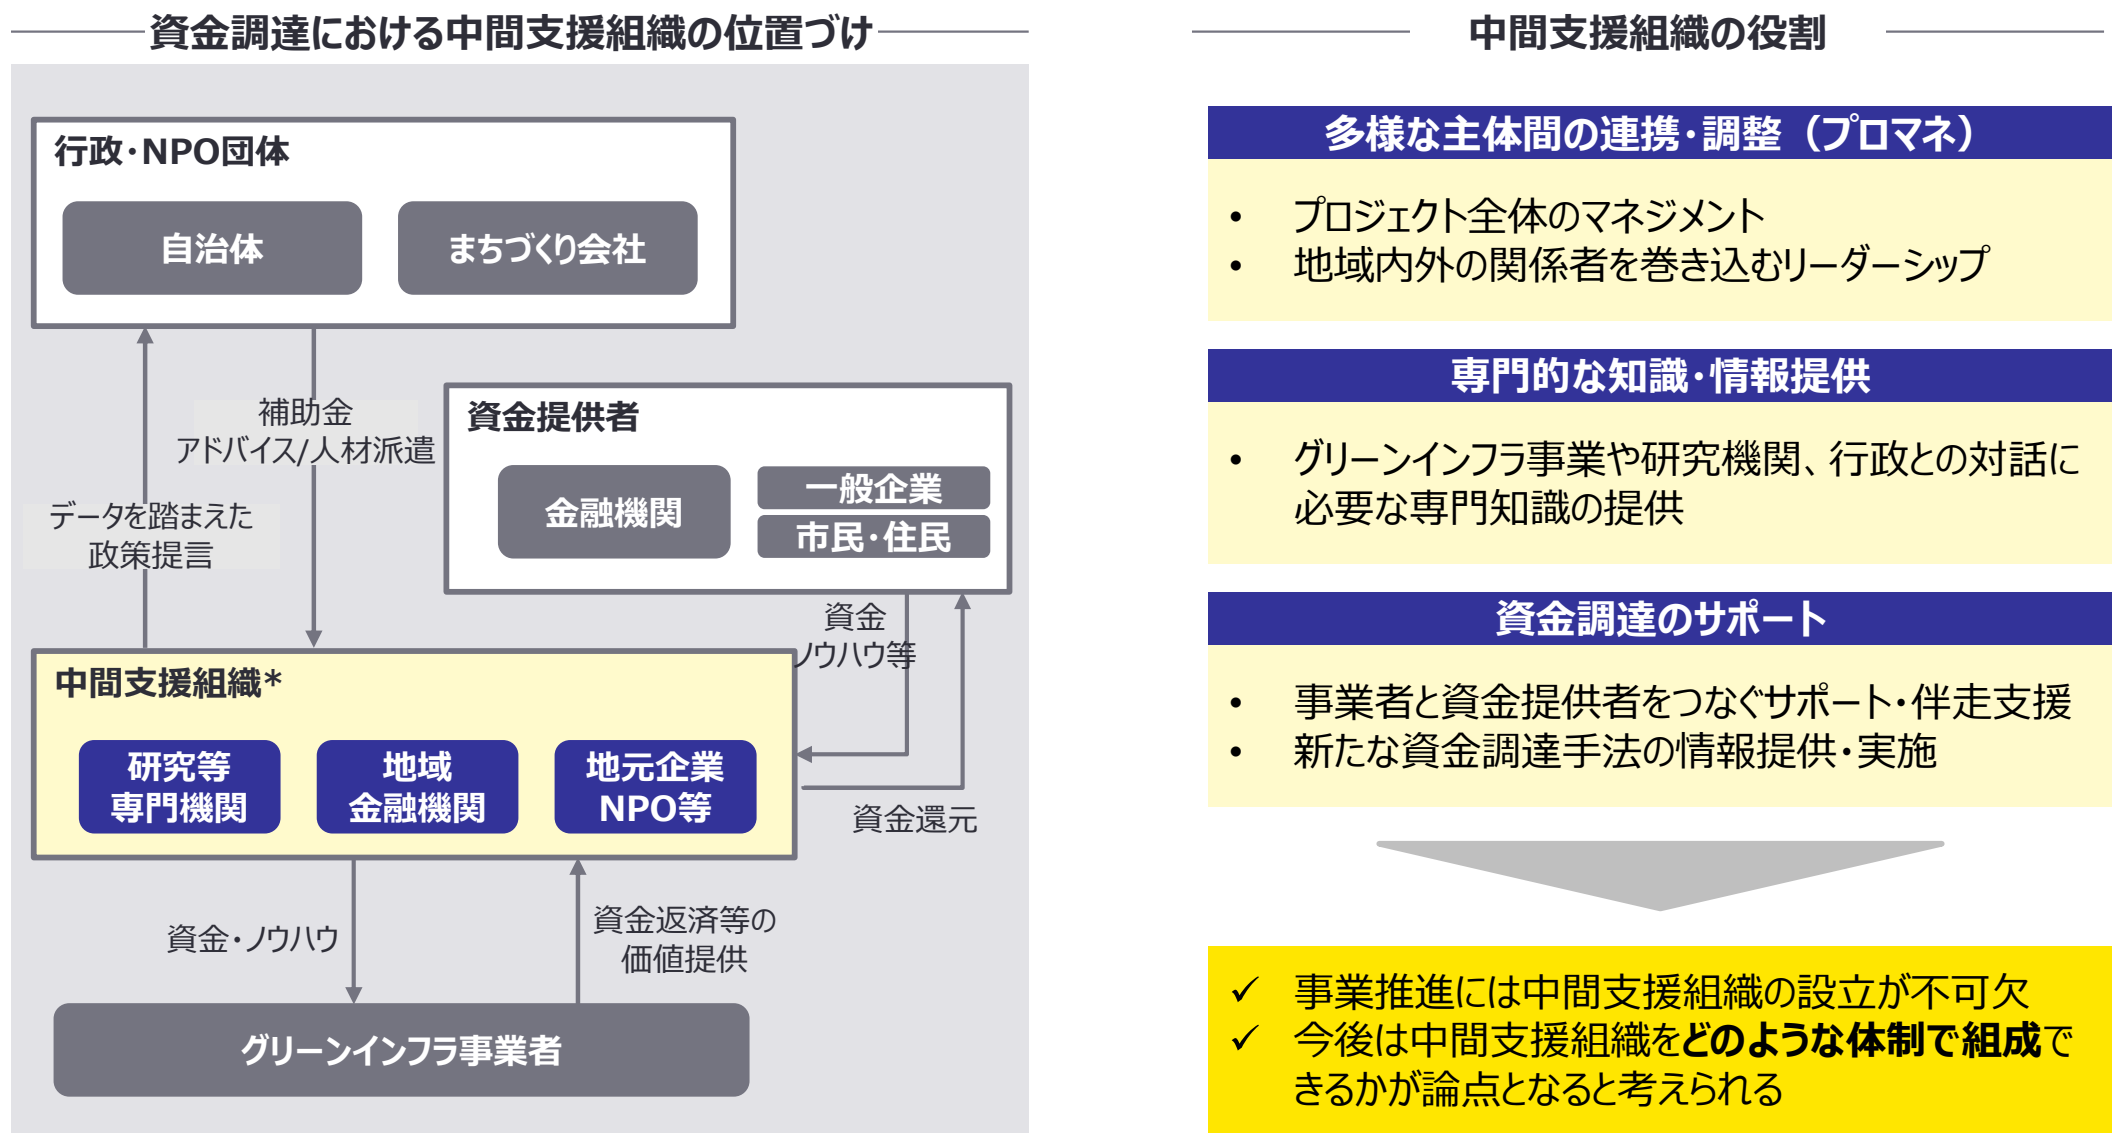 資金調達における中間支援組織の位置づけ
行政･NPO団体
自治体
まちづくり会社
補助金
アドバイス/人材派遣
データを踏まえた
政策提言
資金提供者
金融機関
一般企業
市民･住民
資金
ノウハウ等
中間支援組織*
研究等
専門機関
地域
金融機関
地元企業
NPO等
資金還元
資金･ノウハウ
資金返済等の
価値提供
グリーンインフラ事業者
中間支援組織の役割
多様な主体間の連携･調整（プロマネ）
• プロジェクト全体のマネジメント
• 地域内外の関係者を巻き込むリーダーシップ
専門的な知識･情報提供
• グリーンインフラ事業や研究機関、行政との対話に
必要な専門知識の提供
資金調達のサポート
• 事業者と資金提供者をつなぐサポート･伴走支援
• 新たな資金調達手法の情報提供･実施
✓ 事業推進には中間支援組織の設立が不可欠
✓ 今後は中間支援組織をどのような体制で組成で
きるかが論点となると考えられる